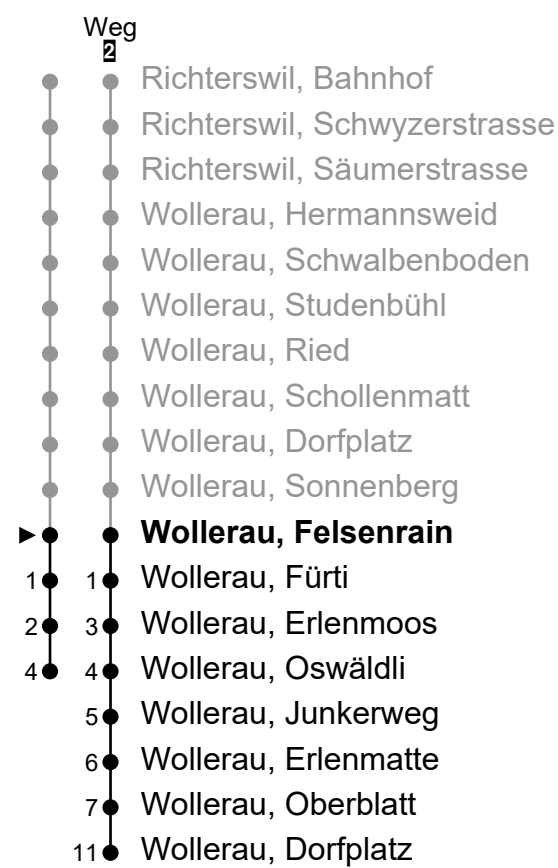 Weg
2
Richterswil, Bahnhof
Richterswil, Schwyzerstrasse
Richterswil, Säumerstrasse
Wollerau, Hermannsweid
Wollerau, Schwalbenboden
Wollerau, Studenbühl
Wollerau, Ried
Wollerau, Schollenmatt
Wollerau, Dorfplatz
Wollerau, Sonnenberg
► Wollerau, Felsenrain
1 1 Wollerau, Fürti
2 3 Wollerau, Erlenmoos
4 4 Wollerau, Oswäldli
5 Wollerau, Junkerweg
6 Wollerau, Erlenmatte
7 Wollerau, Oberblatt
11 Wollerau, Dorfplatz